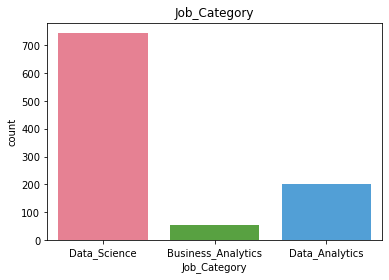 Job_Category
700
600
500
400
300
200
100
0
count
Data_Science Business_Analytics Data_Analytics
Job_Category